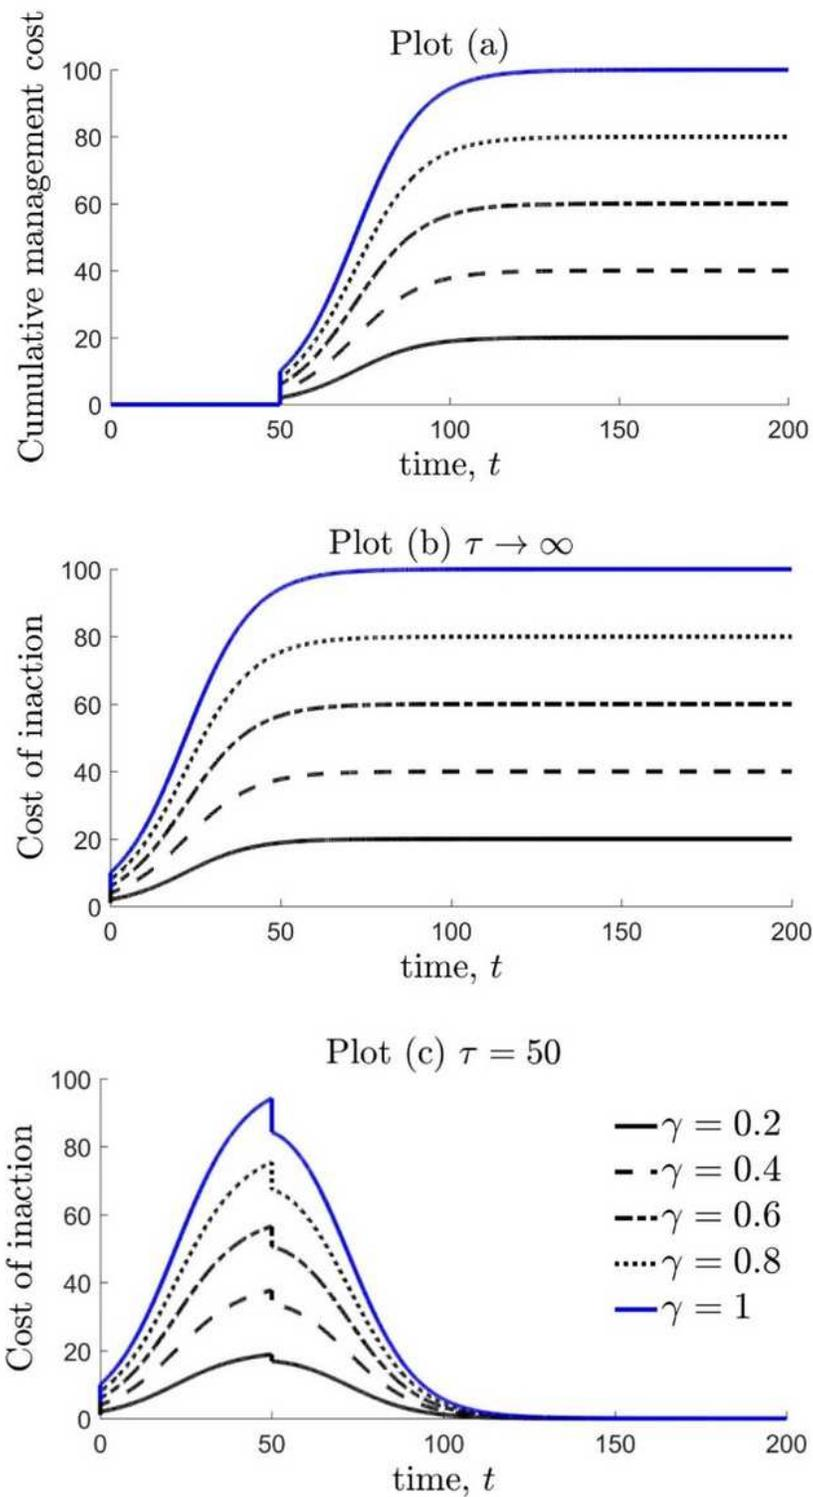 Plot (a)
Cumulative management cost
100
80
60
40
20
0
0 50 100 150 200
time, t
Plot (b) τ → ∞
Cost of inaction
100
80
60
40
20
0
0 50 100 150 200
time, t
Plot (c) τ = 50
Cost of inaction
100
80
60
40
20
0
0 50 100 150 200
time, t
γ = 0.2
γ = 0.4
γ = 0.6
γ = 0.8
γ = 1